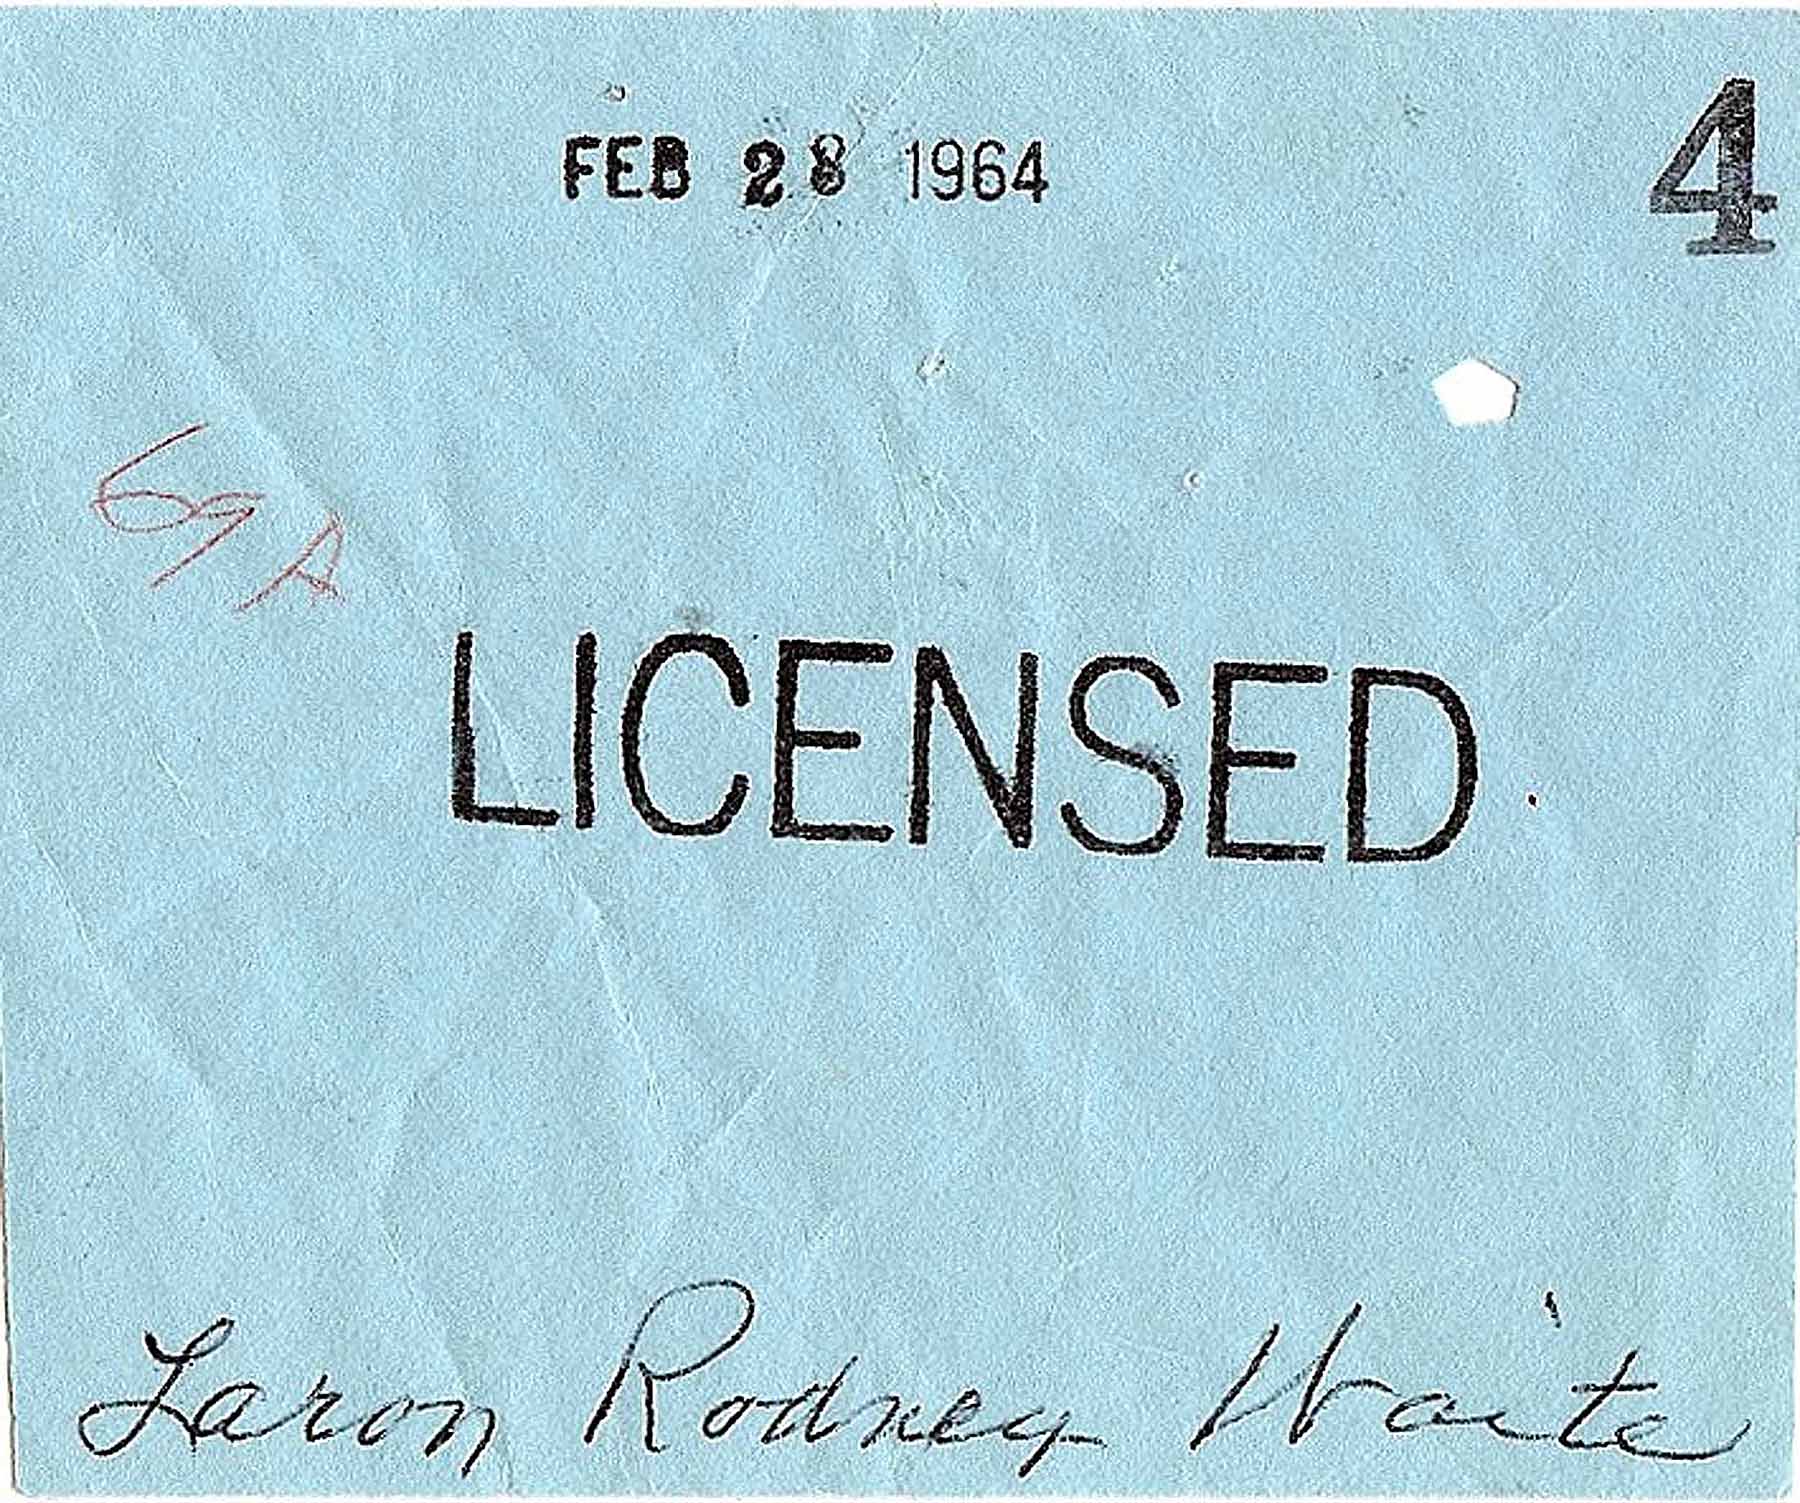 FEB 28 1964
4
69A
LICENSED
Laron Rodney Waite